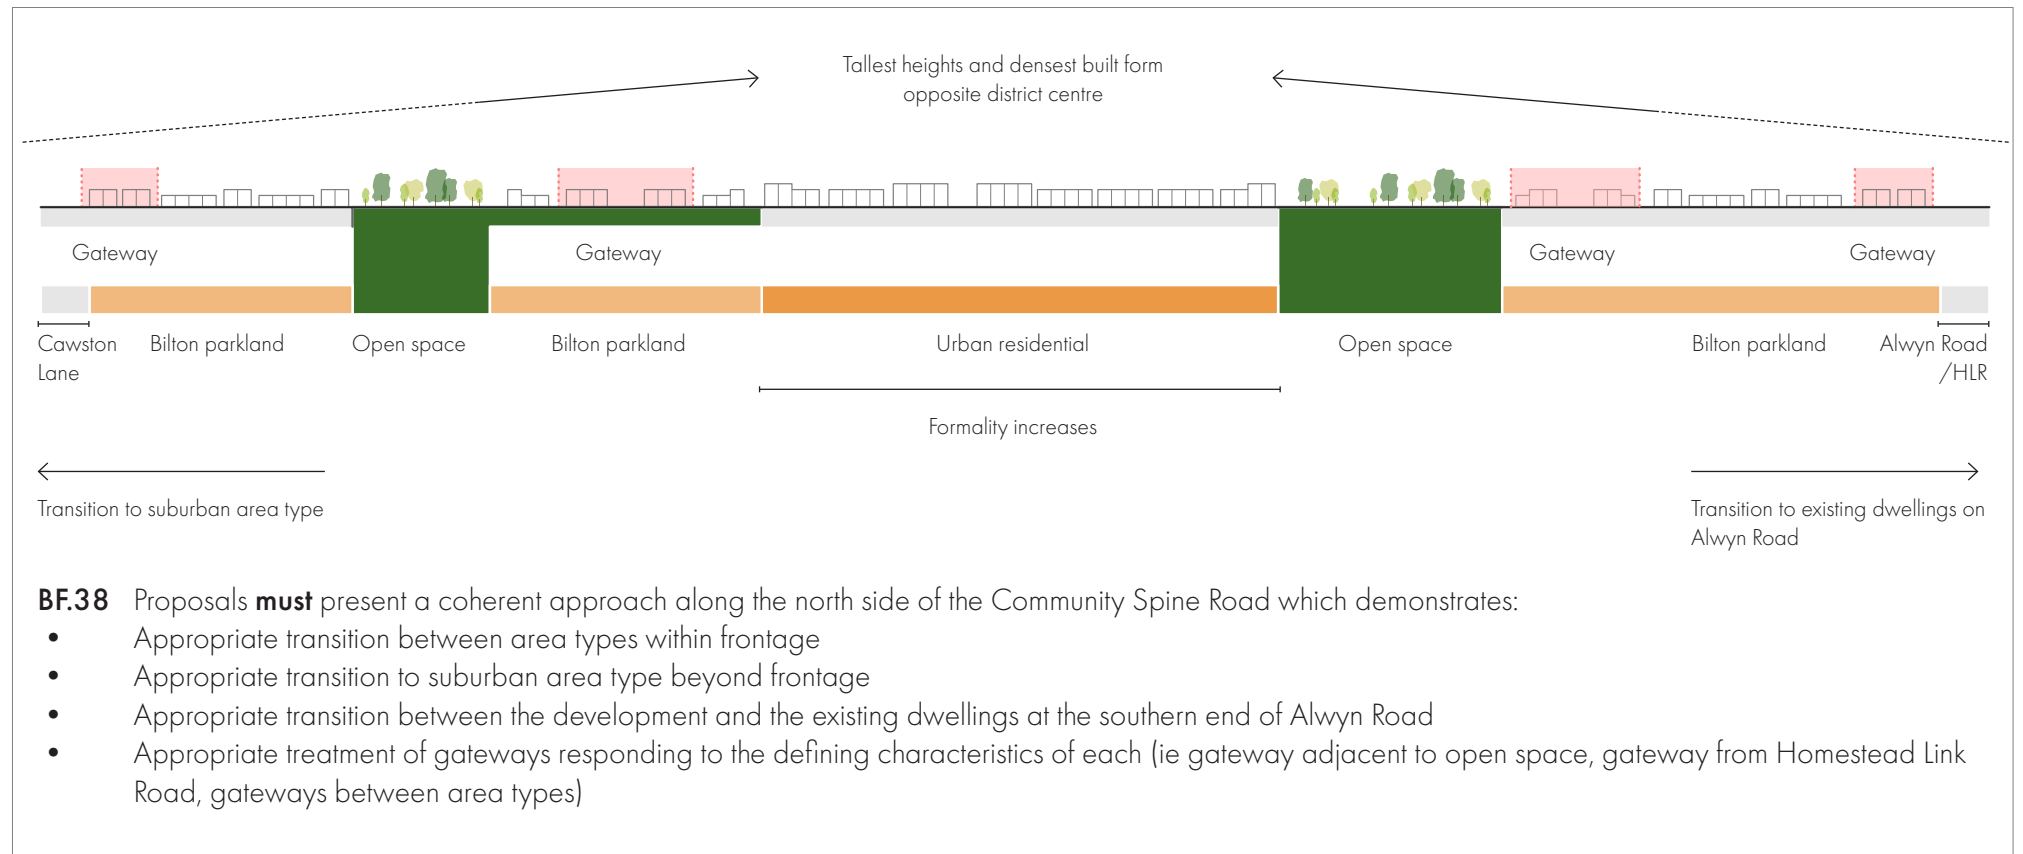 Tallest heights and densest built form
opposite district centre
Gateway
Gateway
Gateway
Gateway
Cawston
Lane
Bilton parkland
Open space
Bilton parkland
Urban residential
Open space
Bilton parkland
Alwyn Road
/HLR
Formality increases
Transition to suburban area type
Transition to existing dwellings on
Alwyn Road
BF.38 Proposals must present a coherent approach along the north side of the Community Spine Road which demonstrates:
• Appropriate transition between area types within frontage
• Appropriate transition to suburban area type beyond frontage
• Appropriate transition between the development and the existing dwellings at the southern end of Alwyn Road
• Appropriate treatment of gateways responding to the defining characteristics of each (ie gateway adjacent to open space, gateway from Homestead Link
Road, gateways between area types)